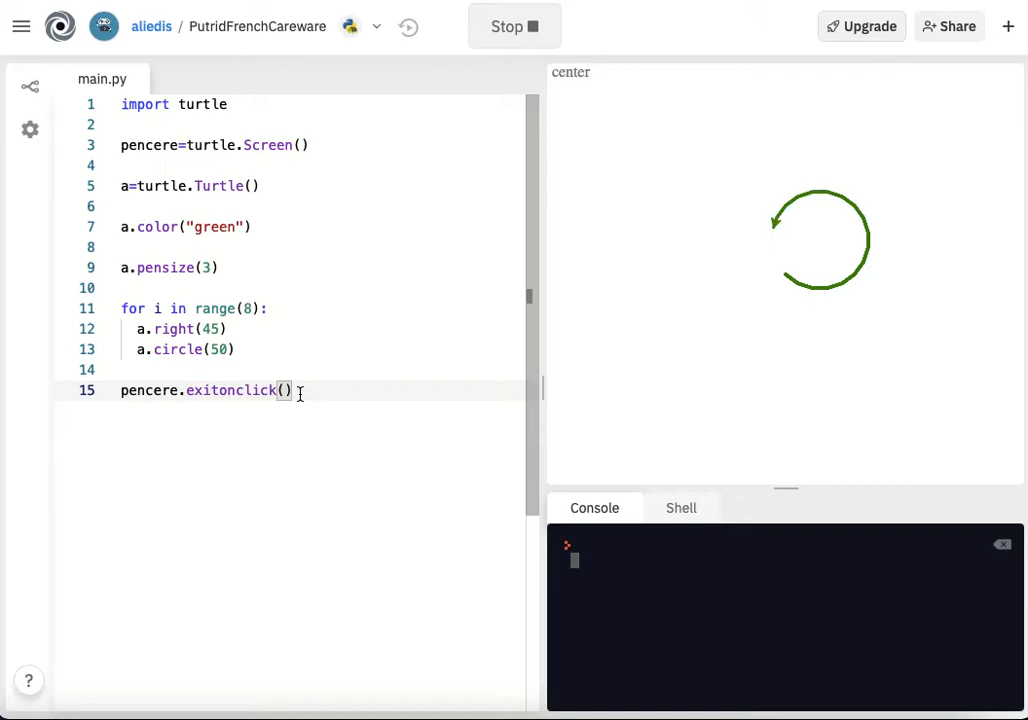 aliedis / PutridFrenchCareware
Stop
Upgrade
Share
main.py
1 import turtle
2
3 pencere=turtle.Screen()
4
5 a=turtle.Turtle()
6
7 a.color("green")
8
9 a.pensize(3)
10
11 for i in range(8):
12 a.right(45)
13 a.circle(50)
14
15 pencere.exitonclick()
center
Console Shell
?